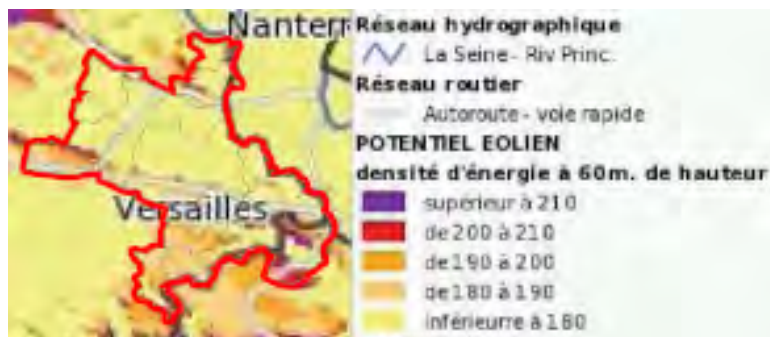 Nanterr
Versailles
Réseau hydrographique
La Seine - Riv Princ.
Réseau routier
Autoroute - voie rapide
POTENTIEL EOLIEN
densité d'énergie à 60m. de hauteur
supérieur à 210
de 200 à 210
de 190 à 200
de 180 à 190
inférieurre à 180